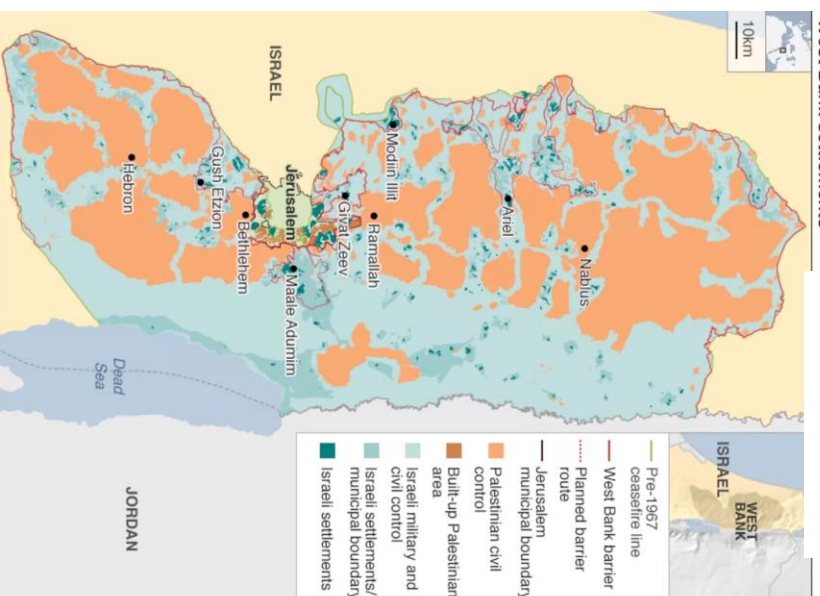 10km
ISRAEL
Modiin Illit
Ariel
Nablus
Givat Zeev
Ramallah
Jerusalem
Maale Adumim
Gush Etzion
Bethlehem
Hebron
Dead
Sea
JORDAN
ISRAEL
WEST
BANK
Pre-1967
ceasefire line
West Bank barrier
Planned barrier
route
Jerusalem
municipal boundary
Palestinian civil
control
Built-up Palestinian
area
Israeli military and
civil control
Israeli settlements/
municipal boundary
Israeli settlements